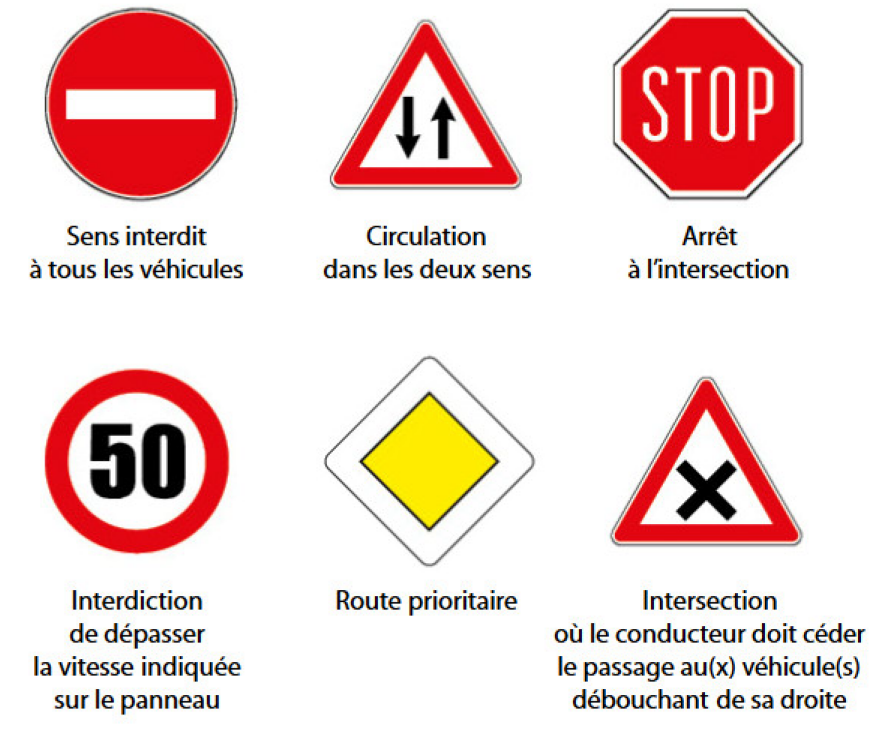 STOP
Sens interdit
à tous les véhicules
Circulation
dans les deux sens
Arrêt
à l’intersection
50
Interdiction
de dépasser
la vitesse indiquée
sur le panneau
Route prioritaire
Intersection
où le conducteur doit céder
le passage au(x) véhicule(s)
débouchant de sa droite